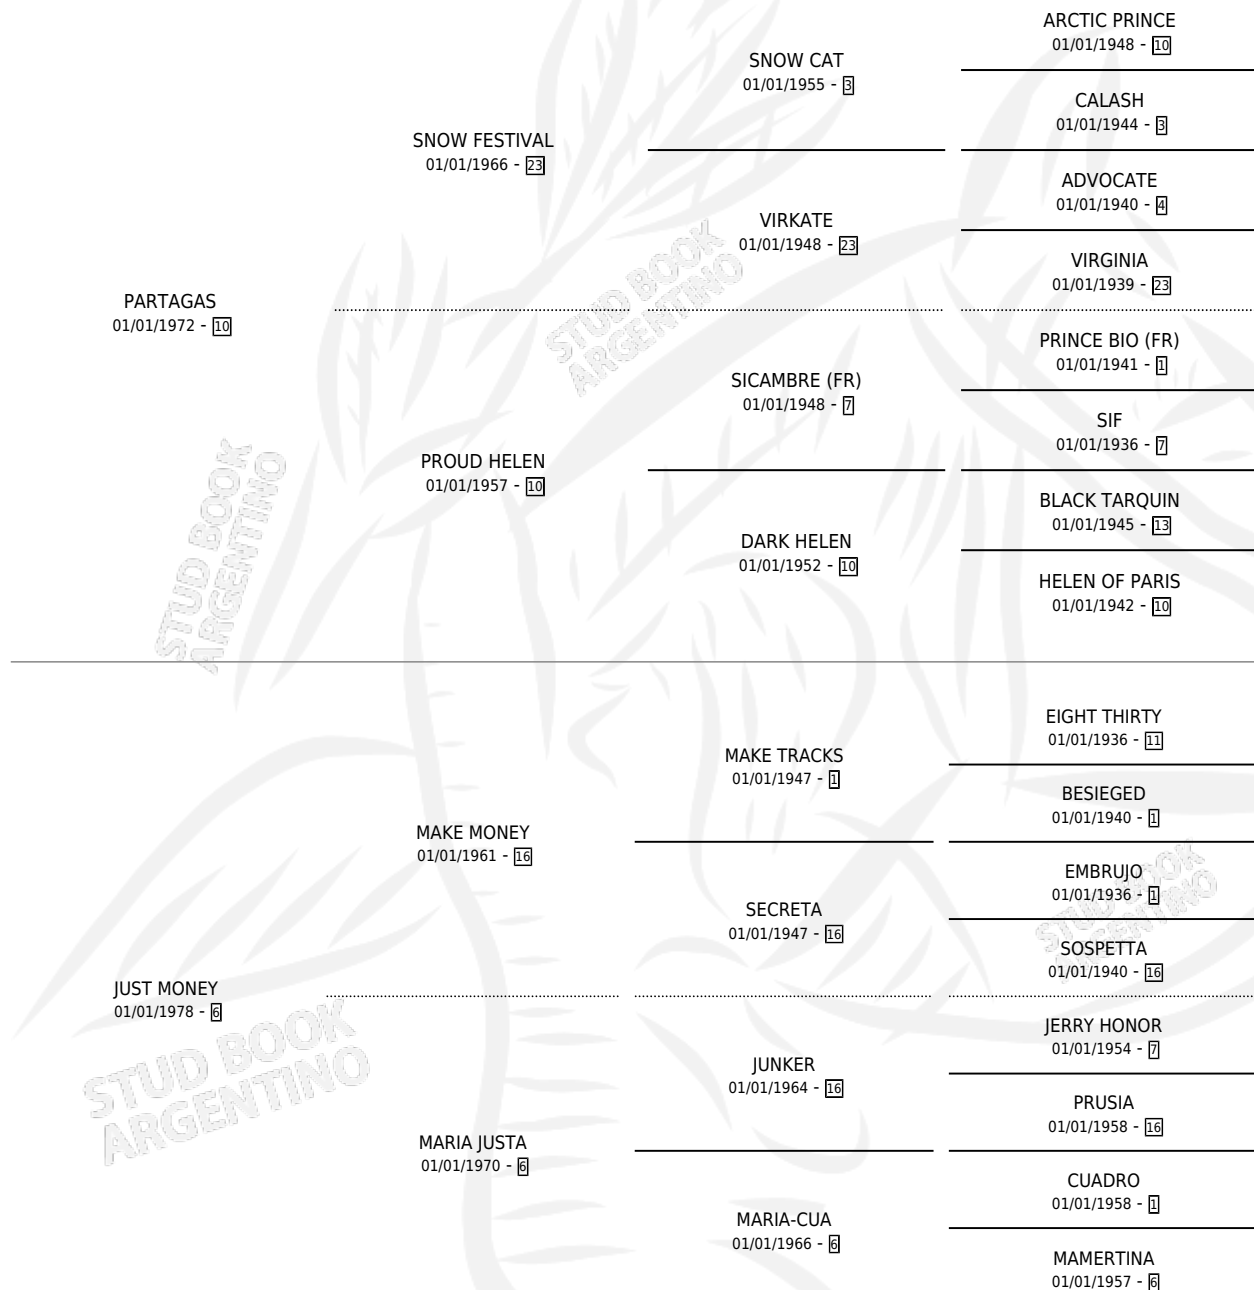 ARCTIC PRINCE
01/01/1948 - 10
SNOW CAT
01/01/1955 - 3
CALASH
01/01/1944 - 3
SNOW FESTIVAL
01/01/1966 - 23
ADVOCATE
01/01/1940 - 4
VIRKATE
01/01/1948 - 23
VIRGINIA
01/01/1939 - 23
PARTAGAS
01/01/1972 - 10
PRINCE BIO (FR)
01/01/1941 - 1
SICAMBRE (FR)
01/01/1948 - 7
SIF
01/01/1936 - 7
PROUD HELEN
01/01/1957 - 10
BLACK TARQUIN
01/01/1945 - 13
DARK HELEN
01/01/1952 - 10
HELEN OF PARIS
01/01/1942 - 10
EIGHT THIRTY
01/01/1936 - 11
MAKE TRACKS
01/01/1947 - 1
BESIEGED
01/01/1940 - 1
MAKE MONEY
01/01/1961 - 16
EMBRUJO
01/01/1936 - 1
SECRETA
01/01/1947 - 16
SOSPETTA
01/01/1940 - 16
JUST MONEY
01/01/1978 - 6
JERRY HONOR
01/01/1954 - 7
JUNKER
01/01/1964 - 16
PRUSIA
01/01/1958 - 16
MARIA JUSTA
01/01/1970 - 6
CUADRO
01/01/1958 - 1
MARIA-CUA
01/01/1966 - 6
MAMERTINA
01/01/1957 - 6
STUD BOOK
ARGENTINO
STUD BOOK
ARGENTINO
STUD BOOK
ARGENTINO
STUD BOOK
ARGENTINO